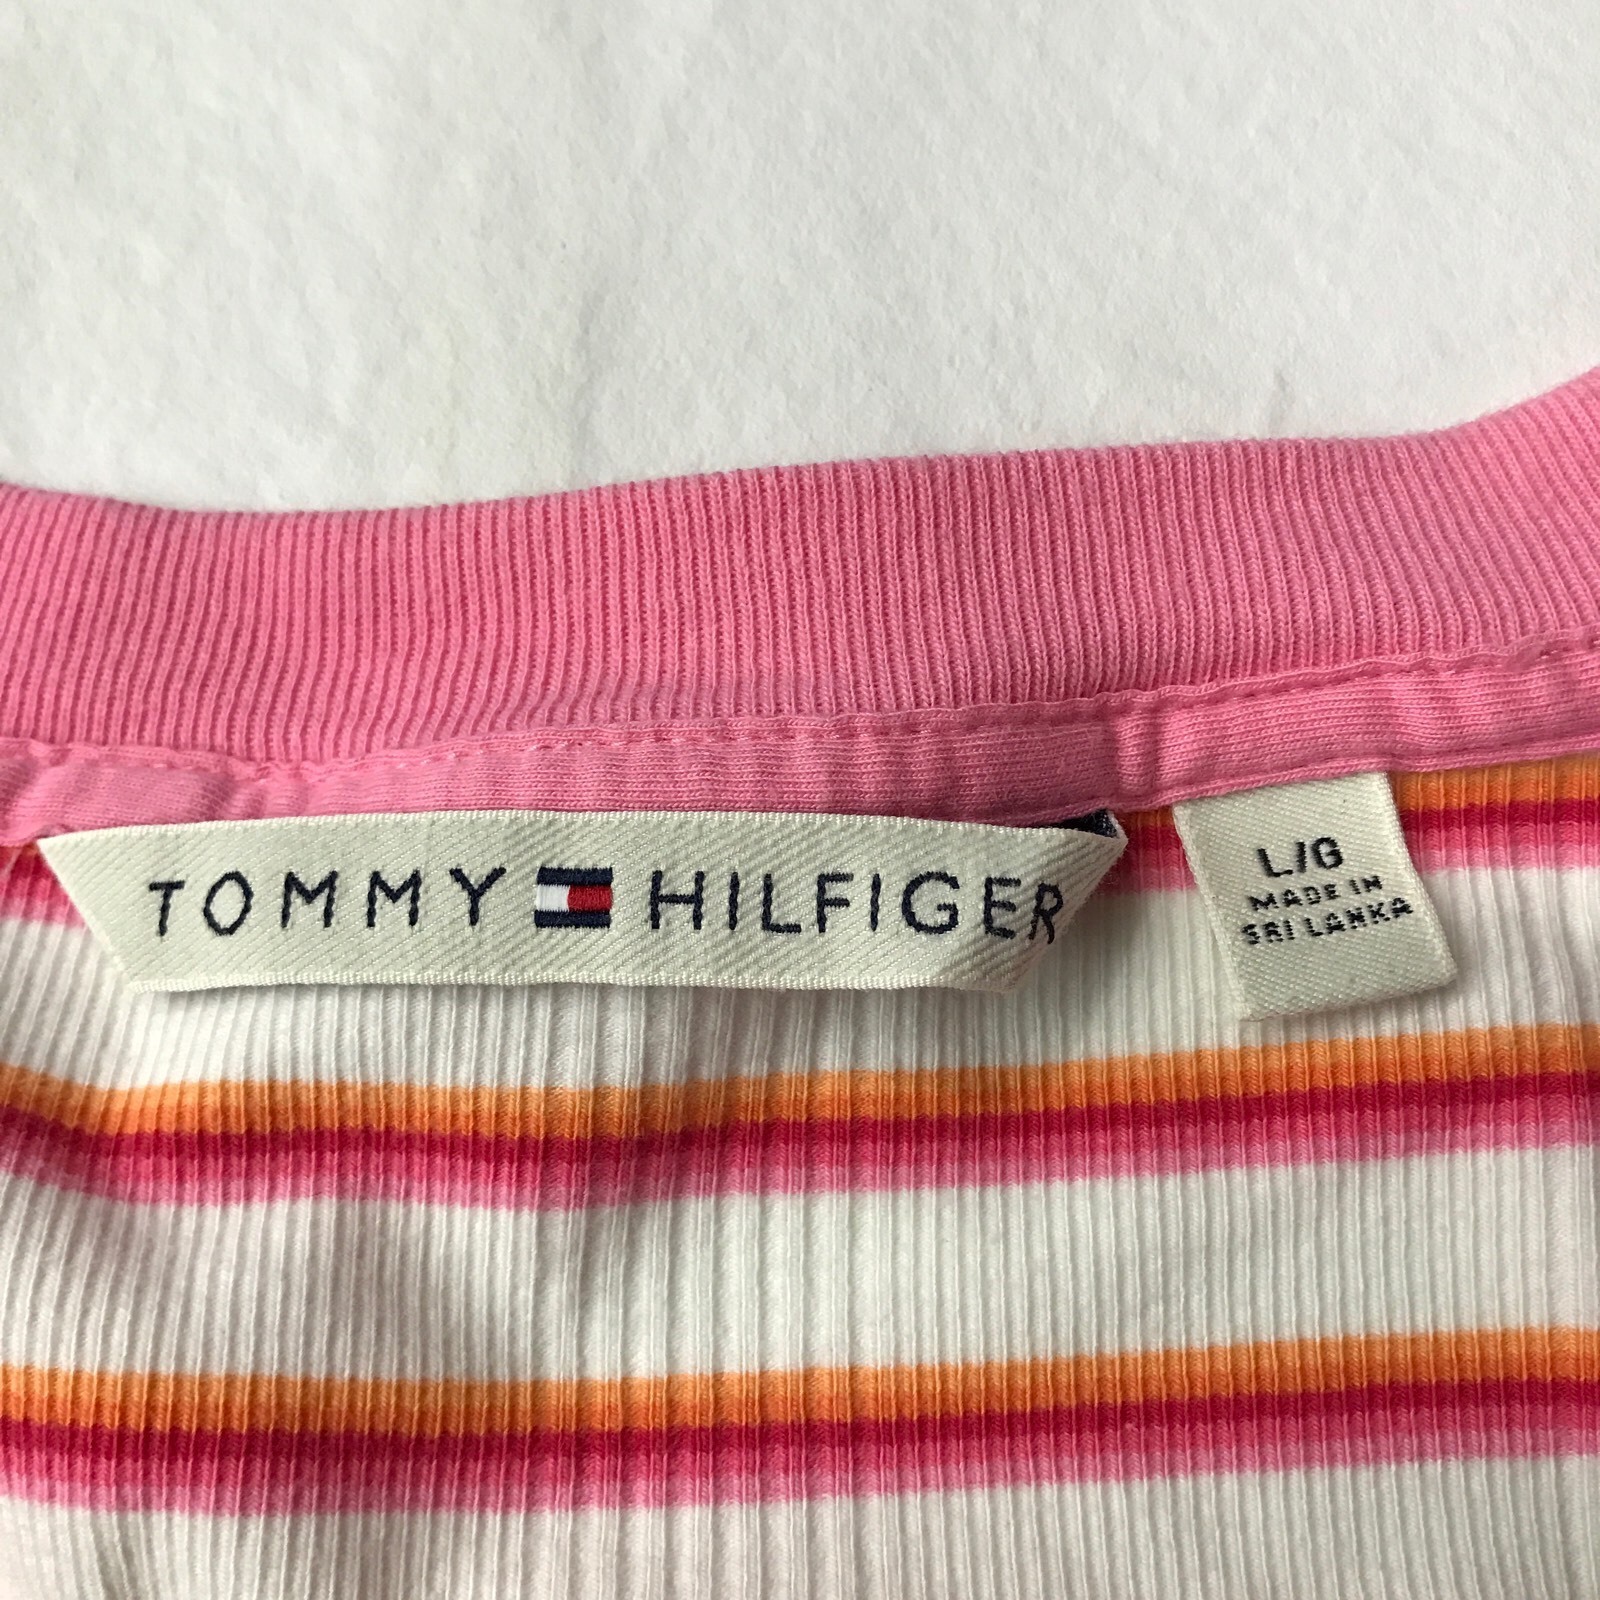 TOMMY HILFIGER
L/G
MADE IN
SRI LANKA